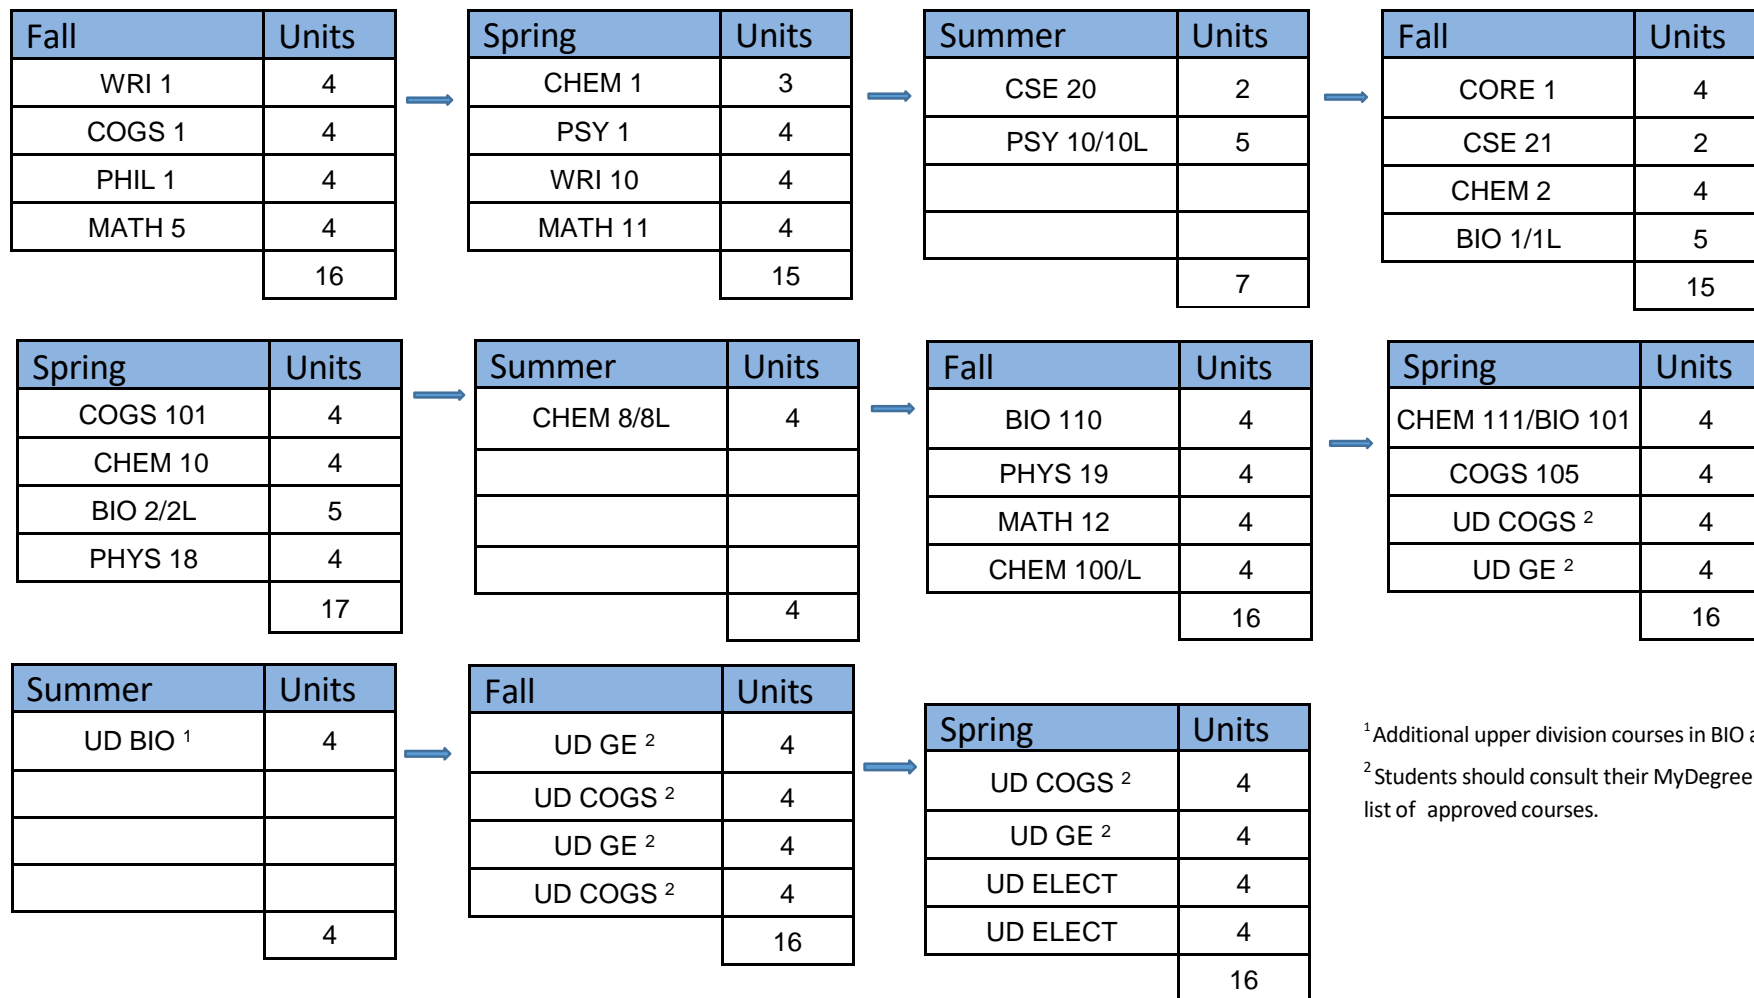 Fall Units
WRI 1 4
COGS 1 4
PHIL 1 4
MATH 5 4
16
Spring Units
CHEM 1 3
PSY 1 4
WRI 10 4
MATH 11 4
15
Summer Units
CSE 20 2
PSY 10/10L 5
7
Fall Units
CORE 1 4
CSE 21 2
CHEM 2 4
BIO 1/1L 5
15
Spring Units
COGS 101 4
CHEM 10 4
BIO 2/2L 5
PHYS 18 4
17
Summer Units
CHEM 8/8L 4
4
Fall Units
BIO 110 4
PHYS 19 4
MATH 12 4
CHEM 100/L 4
16
Spring Units
CHEM 111/BIO 101 4
COGS 105 4
UD COGS ² 4
UD GE ² 4
16
Summer Units
UD BIO ¹ 4
4
Fall Units
UD GE ² 4
UD COGS ² 4
UD GE ² 4
UD COGS ² 4
16
Spring Units
UD COGS ² 4
UD GE ² 4
UD ELECT 4
UD ELECT 4
16
¹ Additional upper division courses in BIO
² Students should consult their MyDegree
list of approved courses.